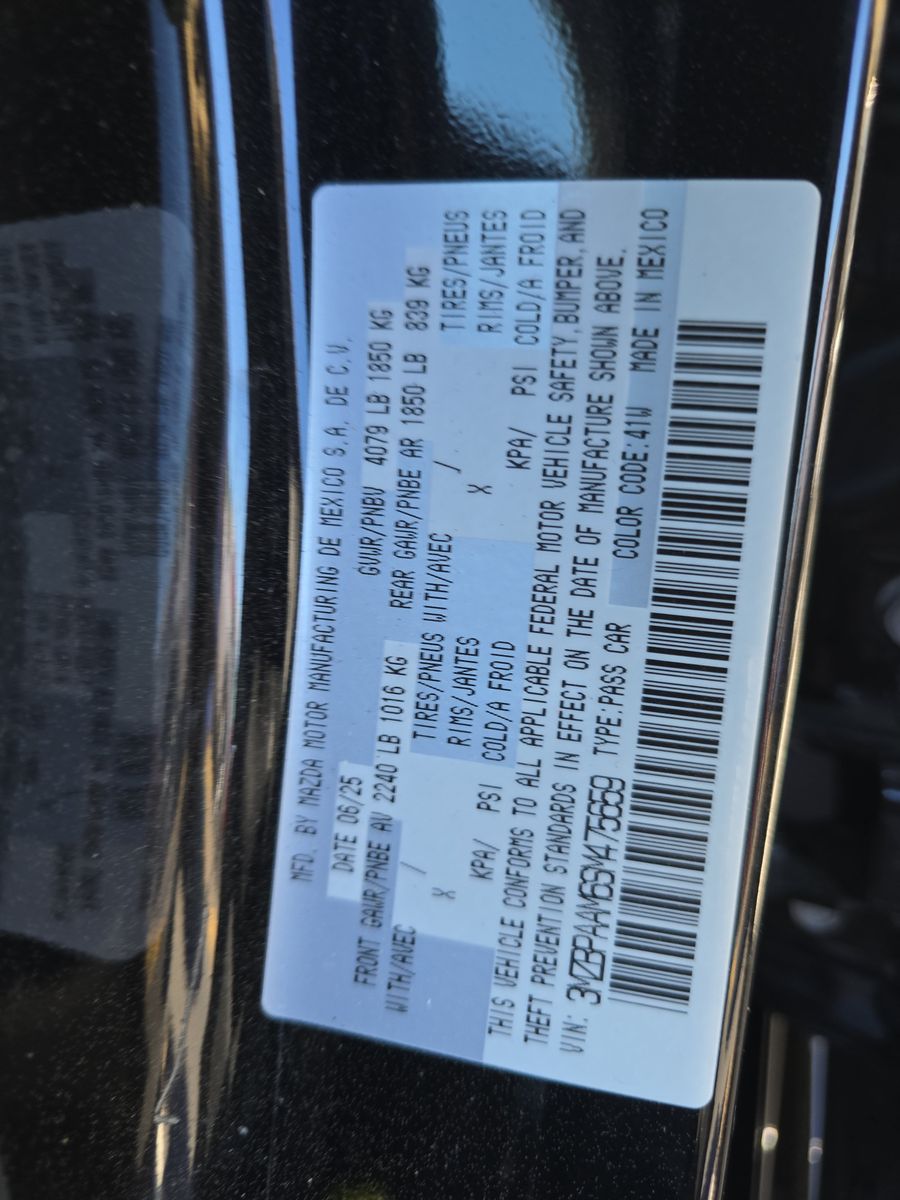 MFD. BY MAZDA MOTOR MANUFACTURING DE MEXICO S.A. DE C.V.
DATE 06/25 GVWR/PNBV 4079 LB 1850 KG
FRONT GAWR/PNBE AV 2240 LB 1016 KG REAR GAWR/PNBE AR 1850 LB 839 KG
WITH/AVEC / TIRES/PNEUS WITH/AVEC / TIRES/PNEUS
X RIMS/JANTES X RIMS/JANTES
KPA/ PSI COLD/A FROID KPA/ PSI COLD/A FROID
THIS VEHICLE CONFORMS TO ALL APPLICABLE FEDERAL MOTOR VEHICLE SAFETY, BUMPER, AND
THEFT PREVENTION STANDARDS IN EFFECT ON THE DATE OF MANUFACTURE SHOWN ABOVE.
VIN: 3MZBPAAM6SM475659 TYPE:PASS CAR COLOR CODE:41W MADE IN MEXICO